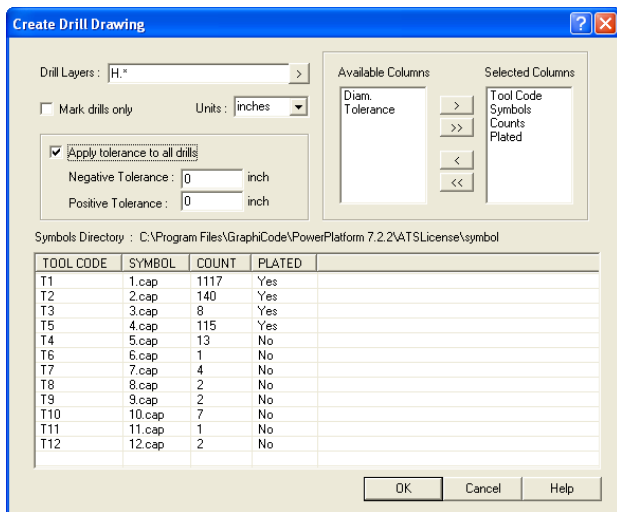 Create Drill Drawing
Drill Layers : H.* >
Mark drills only Units : inches
Apply tolerance to all drills
Negative Tolerance : 0 inch
Positive Tolerance : 0 inch
Available Columns Selected Columns
Diam.
Tolerance
>
>>
<
<<
Tool Code
Symbols
Counts
Plated
Symbols Directory : C:\Program Files\GraphiCode\PowerPlatform 7.2.2\ATSLicense\symbol
TOOL CODE SYMBOL COUNT PLATED
T1 1.cap 1117 Yes
T2 2.cap 140 Yes
T3 3.cap 8 Yes
T5 4.cap 115 Yes
T4 5.cap 13 No
T6 6.cap 1 No
T7 7.cap 4 No
T8 8.cap 2 No
T9 9.cap 2 No
T10 10.cap 7 No
T11 11.cap 1 No
T12 12.cap 2 No
OK Cancel Help